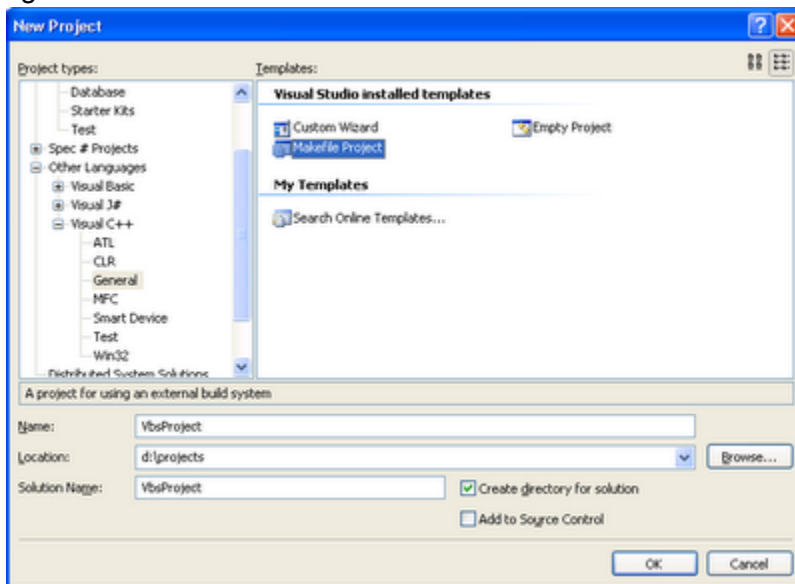 New Project
Project types:
Templates:
Database
Starter Kits
Test
Spec # Projects
Other Languages
Visual Basic
Visual J#
Visual C++
ATL
CLR
General
MFC
Smart Device
Test
Win32
Distributed System Solutions
Visual Studio installed templates
Custom Wizard
Empty Project
Makefile Project
My Templates
Search Online Templates...
A project for using an external build system
Name:
VbsProject
Location:
d:\projects
Browse...
Solution Name:
VbsProject
Create directory for solution
Add to Source Control
OK
Cancel